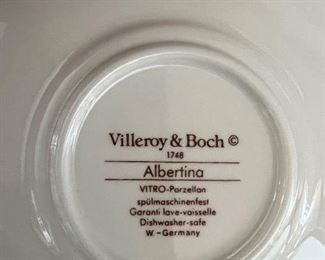 Villeroy & Boch ©
1748
Albertina
VITRO-Porzellan
spülmaschinenfest
Garanti lave-vaisselle
Dishwasher-safe
W.-Germany